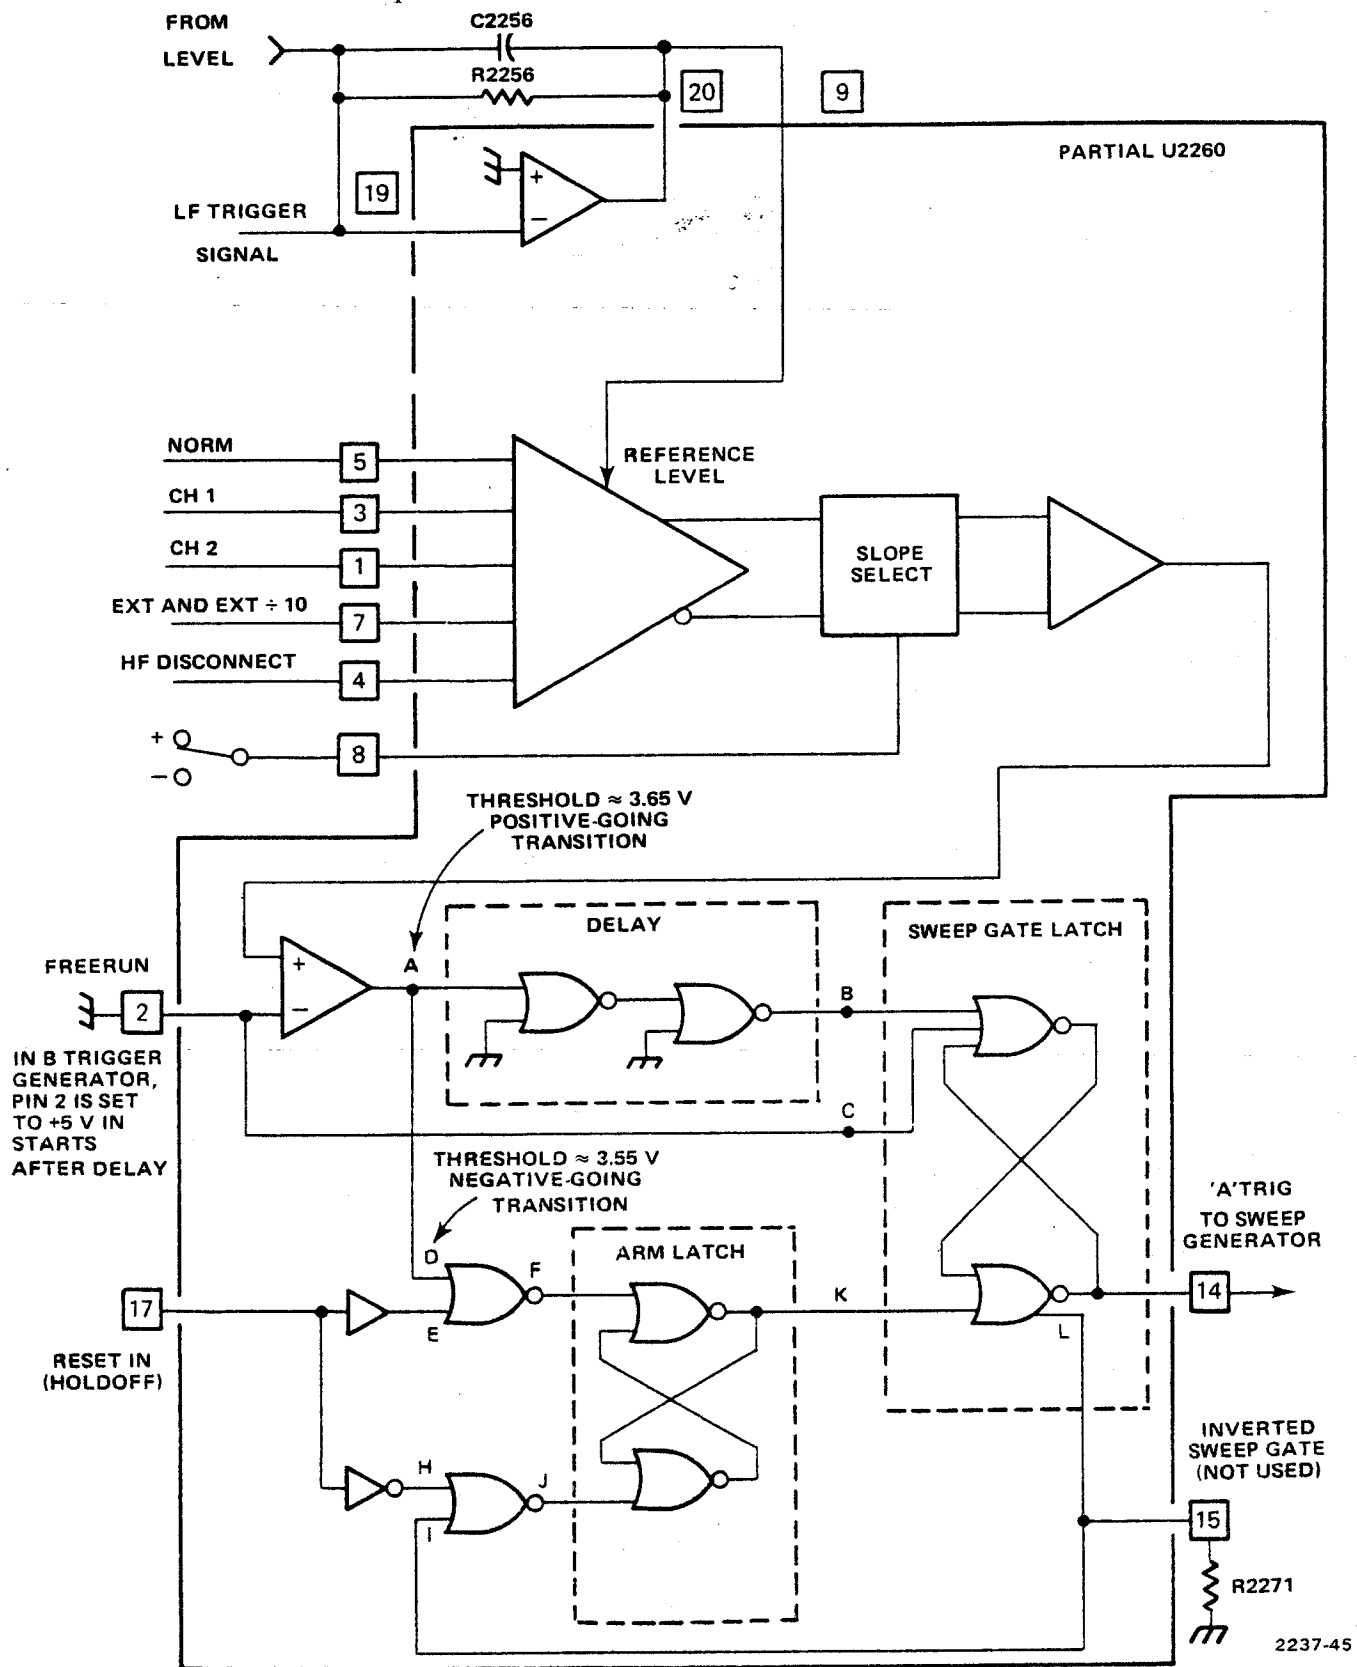 FROM
LEVEL
C2256
R2256
20
9
PARTIAL U2260
+
−
19
LF TRIGGER
SIGNAL
NORM
5
CH 1
3
CH 2
1
EXT AND EXT ÷ 10
7
HF DISCONNECT
4
+
−
8
REFERENCE
LEVEL
SLOPE
SELECT
THRESHOLD ≈ 3.65 V
POSITIVE-GOING
TRANSITION
DELAY
SWEEP GATE LATCH
FREERUN
2
+
−
A
B
C
IN B TRIGGER
GENERATOR,
PIN 2 IS SET
TO +5 V IN
STARTS
AFTER DELAY
THRESHOLD ≈ 3.55 V
NEGATIVE-GOING
TRANSITION
D
E
F
ARM LATCH
K
L
'A'TRIG
TO SWEEP
GENERATOR
14
17
RESET IN
(HOLDOFF)
H
I
J
INVERTED
SWEEP GATE
(NOT USED)
15
R2271
2237-45